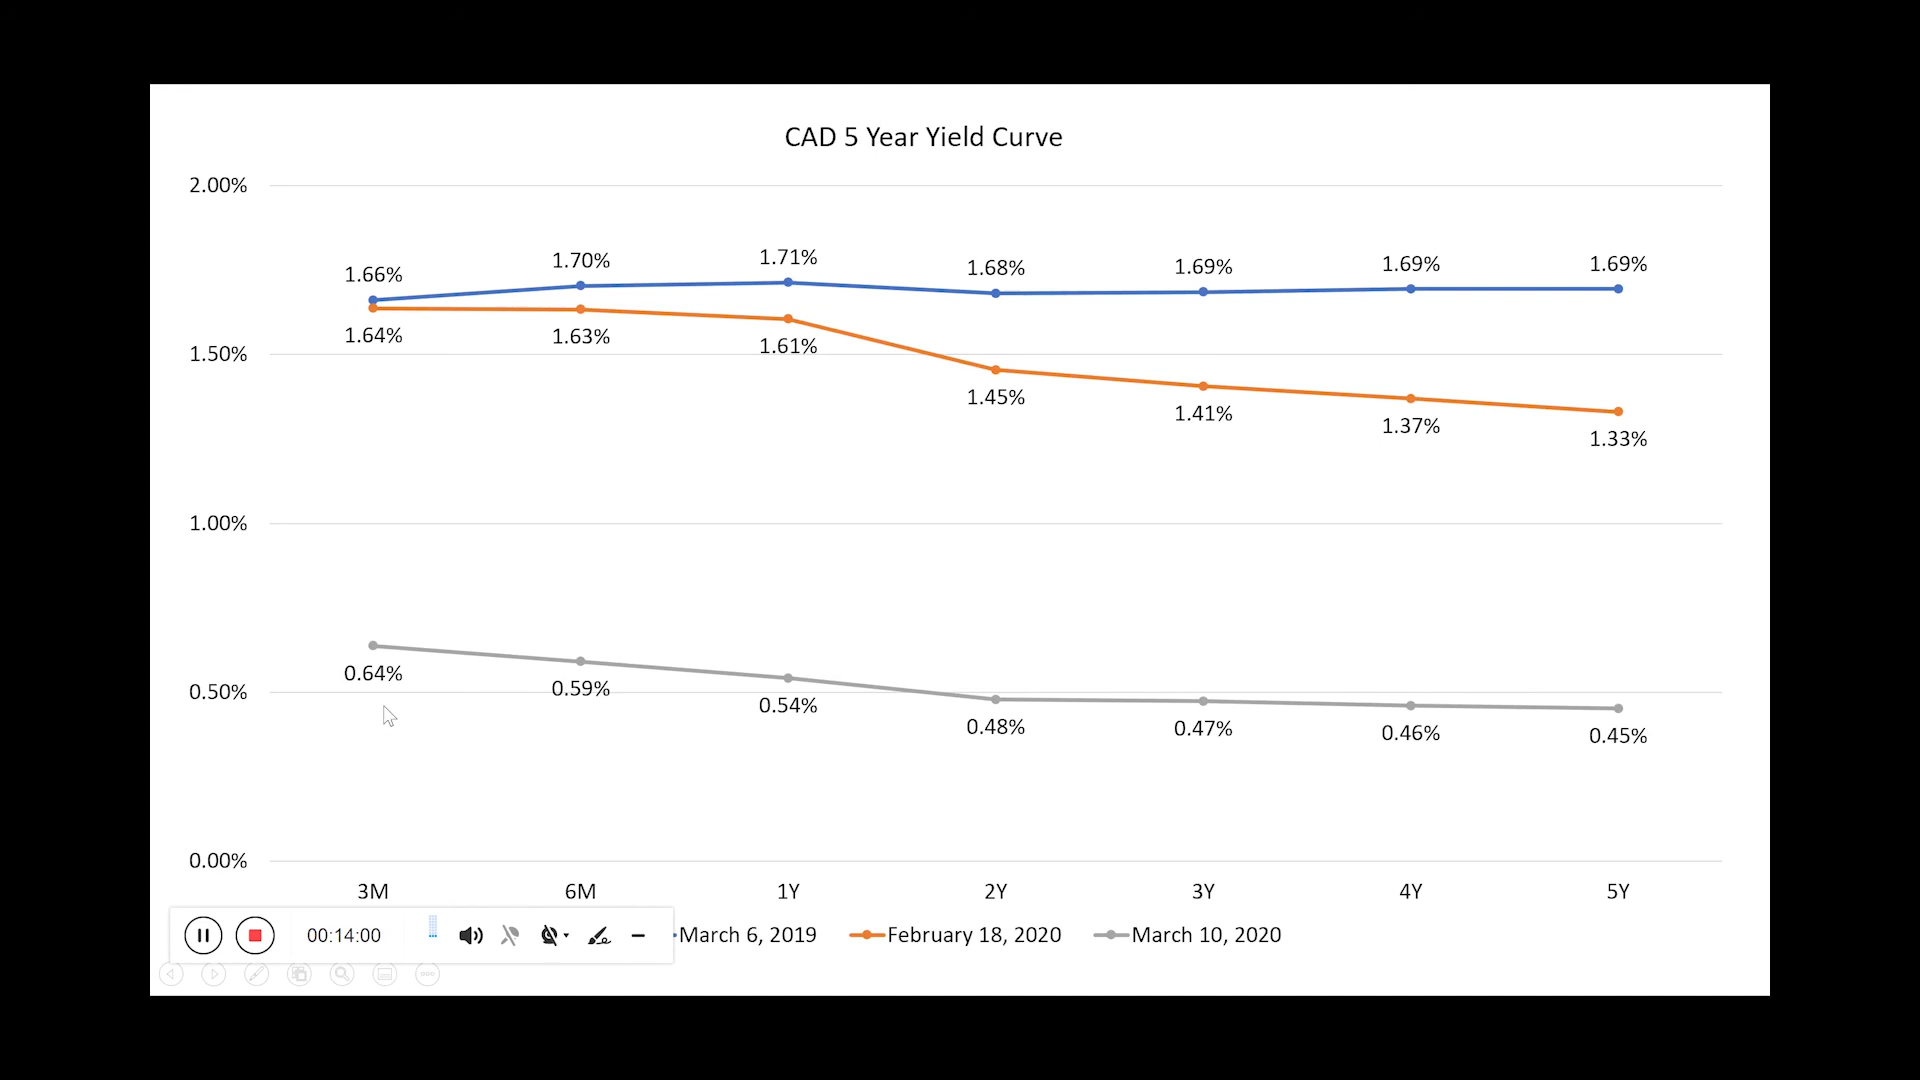 CAD 5 Year Yield Curve
2.00%
1.66% 1.70% 1.71% 1.68% 1.69% 1.69% 1.69%
1.64% 1.63% 1.61% 1.45% 1.41% 1.37% 1.33%
1.50%
1.00%
0.64% 0.59% 0.54% 0.48% 0.47% 0.46% 0.45%
0.50%
0.00%
3M 6M 1Y 2Y 3Y 4Y 5Y
00:14:00 March 6, 2019 February 18, 2020 March 10, 2020